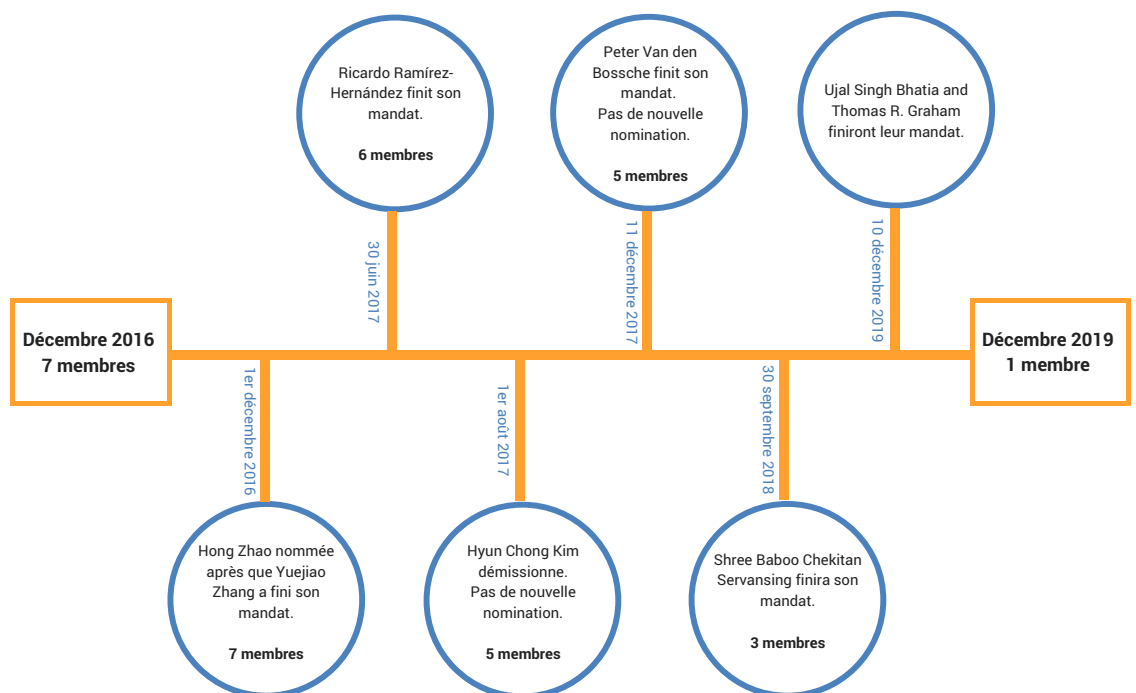 Ricardo Ramírez-
Hernández finit son
mandat.
6 membres
Peter Van den
Bossche finit son
mandat.
Pas de nouvelle
nomination.
5 membres
Ujal Singh Bhatia and
Thomas R. Graham
finiront leur mandat.
30 juin 2017
11 décembre 2017
10 décembre 2019
Décembre 2016
7 membres
Décembre 2019
1 membre
1er décembre 2016
1er août 2017
30 septembre 2018
Hong Zhao nommée
après que Yuejiao
Zhang a fini son
mandat.
7 membres
Hyun Chong Kim
démissionne.
Pas de nouvelle
nomination.
5 membres
Shree Baboo Chekitan
Servansing finira son
mandat.
3 membres